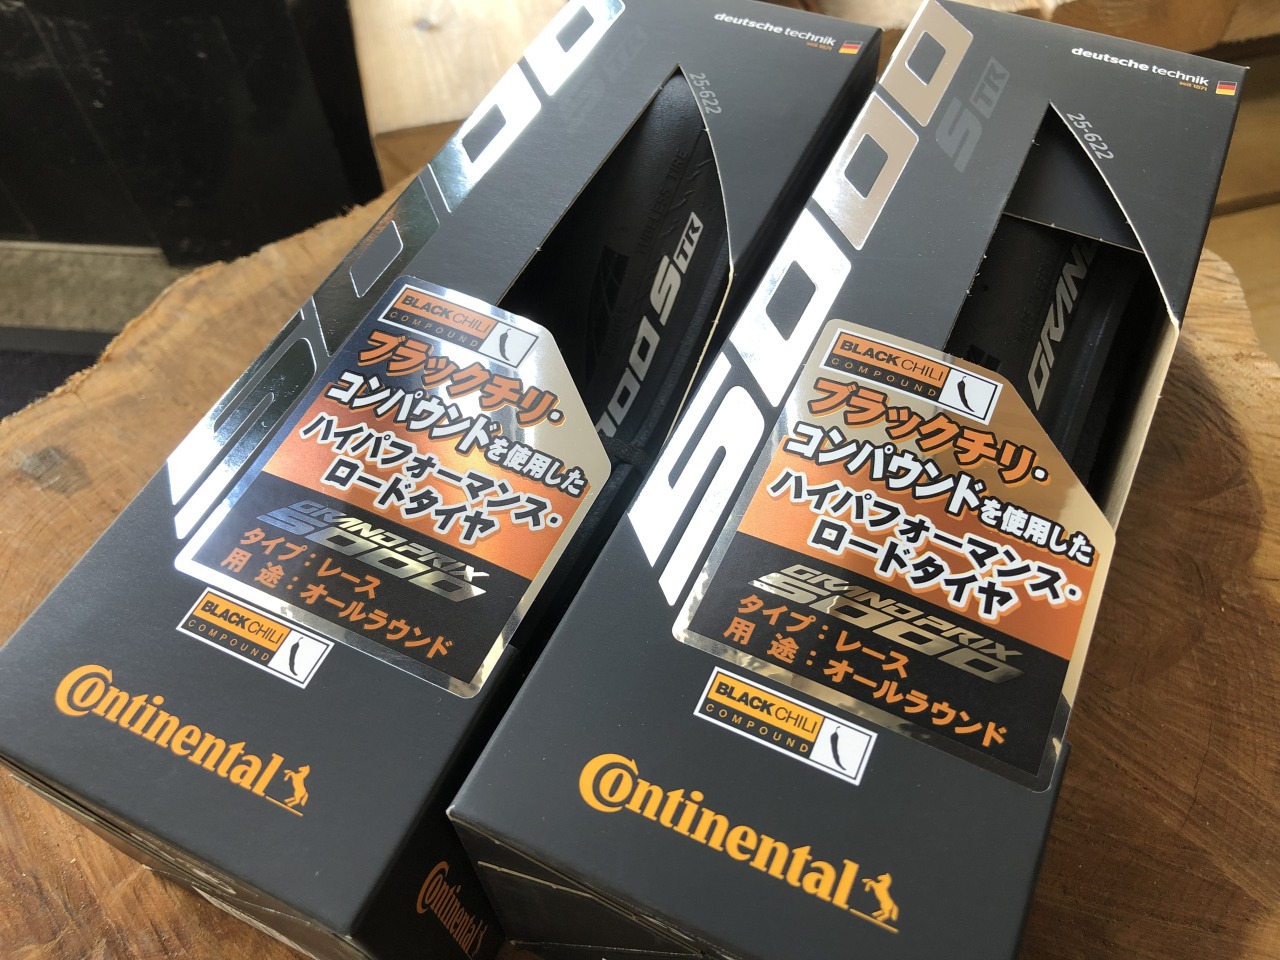 deutsche technik
seit 1871
25-622
5000
S TR
TUBELESS TIRE
5000 S TR
BLACK CHILI
COMPOUND
ブラックチリ・
コンパウンドを使用した
ハイパフォーマンス・
ロードタイヤ
GRAND PRIX
5000
タイプ：レース
用途：オールラウンド
BLACK CHILI
COMPOUND
Continental
Continental
deutsche technik
seit 1871
25-622
5000
S TR
GRAN
BLACK CHILI
COMPOUND
ブラックチリ・
コンパウンドを使用した
ハイパフォーマンス・
ロードタイヤ
GRAND PRIX
5000
タイプ：レース
用途：オールラウンド
BLACK CHILI
COMPOUND
Continental